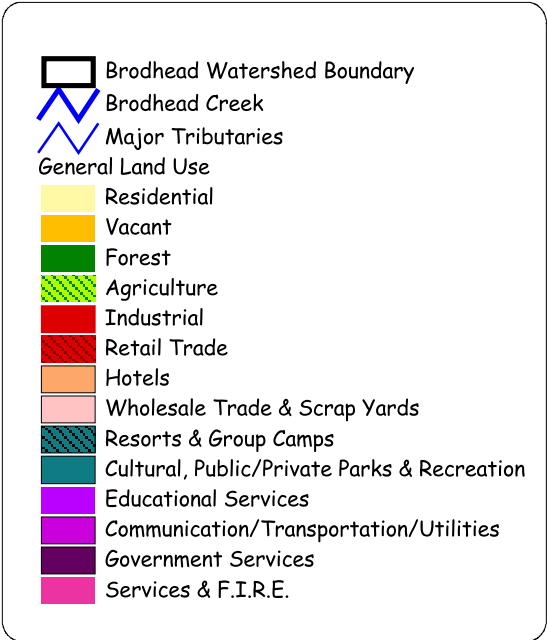 Brodhead Watershed Boundary
Brodhead Creek
Major Tributaries
General Land Use
Residential
Vacant
Forest
Agriculture
Industrial
Retail Trade
Hotels
Wholesale Trade & Scrap Yards
Resorts & Group Camps
Cultural, Public/Private Parks & Recreation
Educational Services
Communication/Transportation/Utilities
Government Services
Services & F.I.R.E.